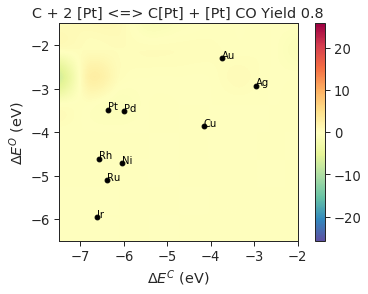 C + 2 [Pt] <=> C[Pt] + [Pt] CO Yield 0.8
−2
−3
−4
−5
−6
ΔE^O (eV)
Au
Ag
Pt
Pd
Cu
Rh
Ni
Ru
Ir
−7
−6
−5
−4
−3
−2
ΔE^C (eV)
20
10
0
−10
−20